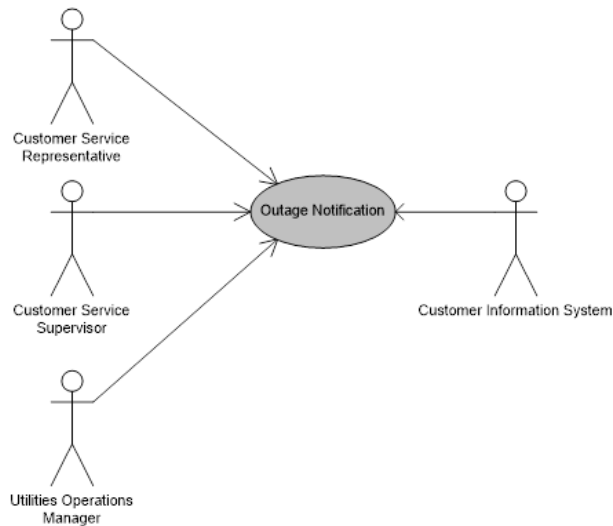 Customer Service
Representative
Outage Notification
Customer Service
Supervisor
Customer Information System
Utilities Operations
Manager